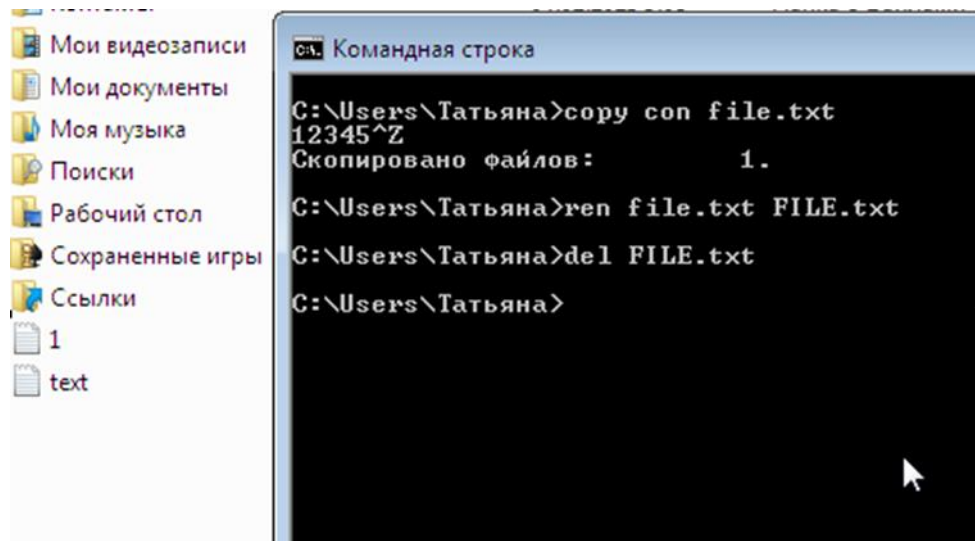 Мои видеозаписи
Мои документы
Моя музыка
Поиски
Рабочий стол
Сохраненные игры
Ссылки
1
text
Командная строка
C:\Users\Татьяна>copy con file.txt
12345^Z
Скопировано файлов: 1.
C:\Users\Татьяна>ren file.txt FILE.txt
C:\Users\Татьяна>del FILE.txt
C:\Users\Татьяна>